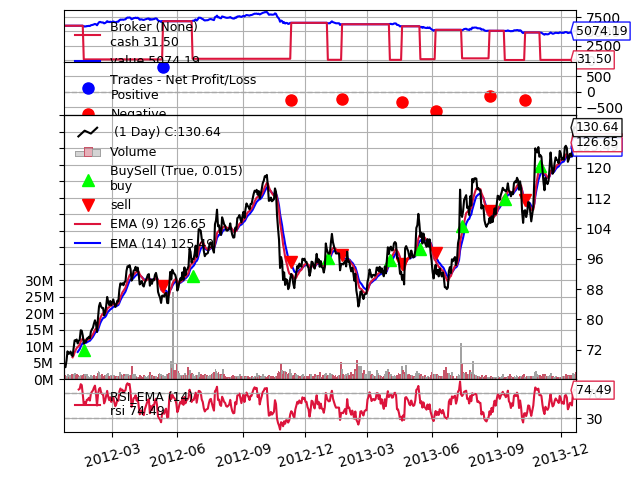 Broker (None)
cash 31.50
value 5074.19
7500
5074.19
2500
31.50
Trades - Net Profit/Loss
Positive
Negative
500
0
−500
(1 Day) C:130.64
Volume
BuySell (True, 0.015)
buy
sell
EMA (9) 126.65
EMA (14) 125.
130.64
126.65
120
112
104
96
88
80
72
30M
25M
20M
15M
10M
5M
0M
RSI_EMA (14)
rsi 74.49
74.49
30
2012-03
2012-06
2012-09
2012-12
2013-03
2013-06
2013-09
2013-12